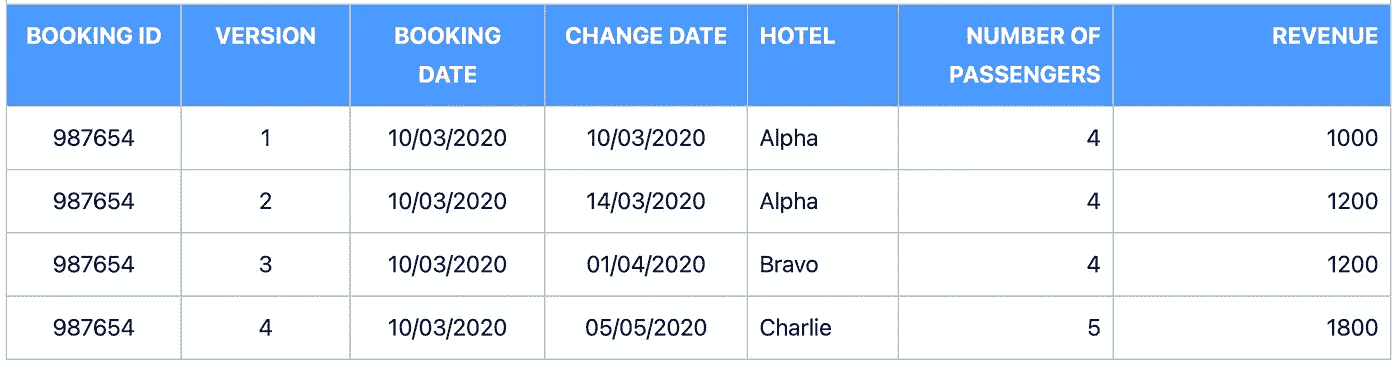 BOOKING ID VERSION BOOKING DATE CHANGE DATE HOTEL NUMBER OF PASSENGERS REVENUE
987654 1 10/03/2020 10/03/2020 Alpha 4 1000
987654 2 10/03/2020 14/03/2020 Alpha 4 1200
987654 3 10/03/2020 01/04/2020 Bravo 4 1200
987654 4 10/03/2020 05/05/2020 Charlie 5 1800